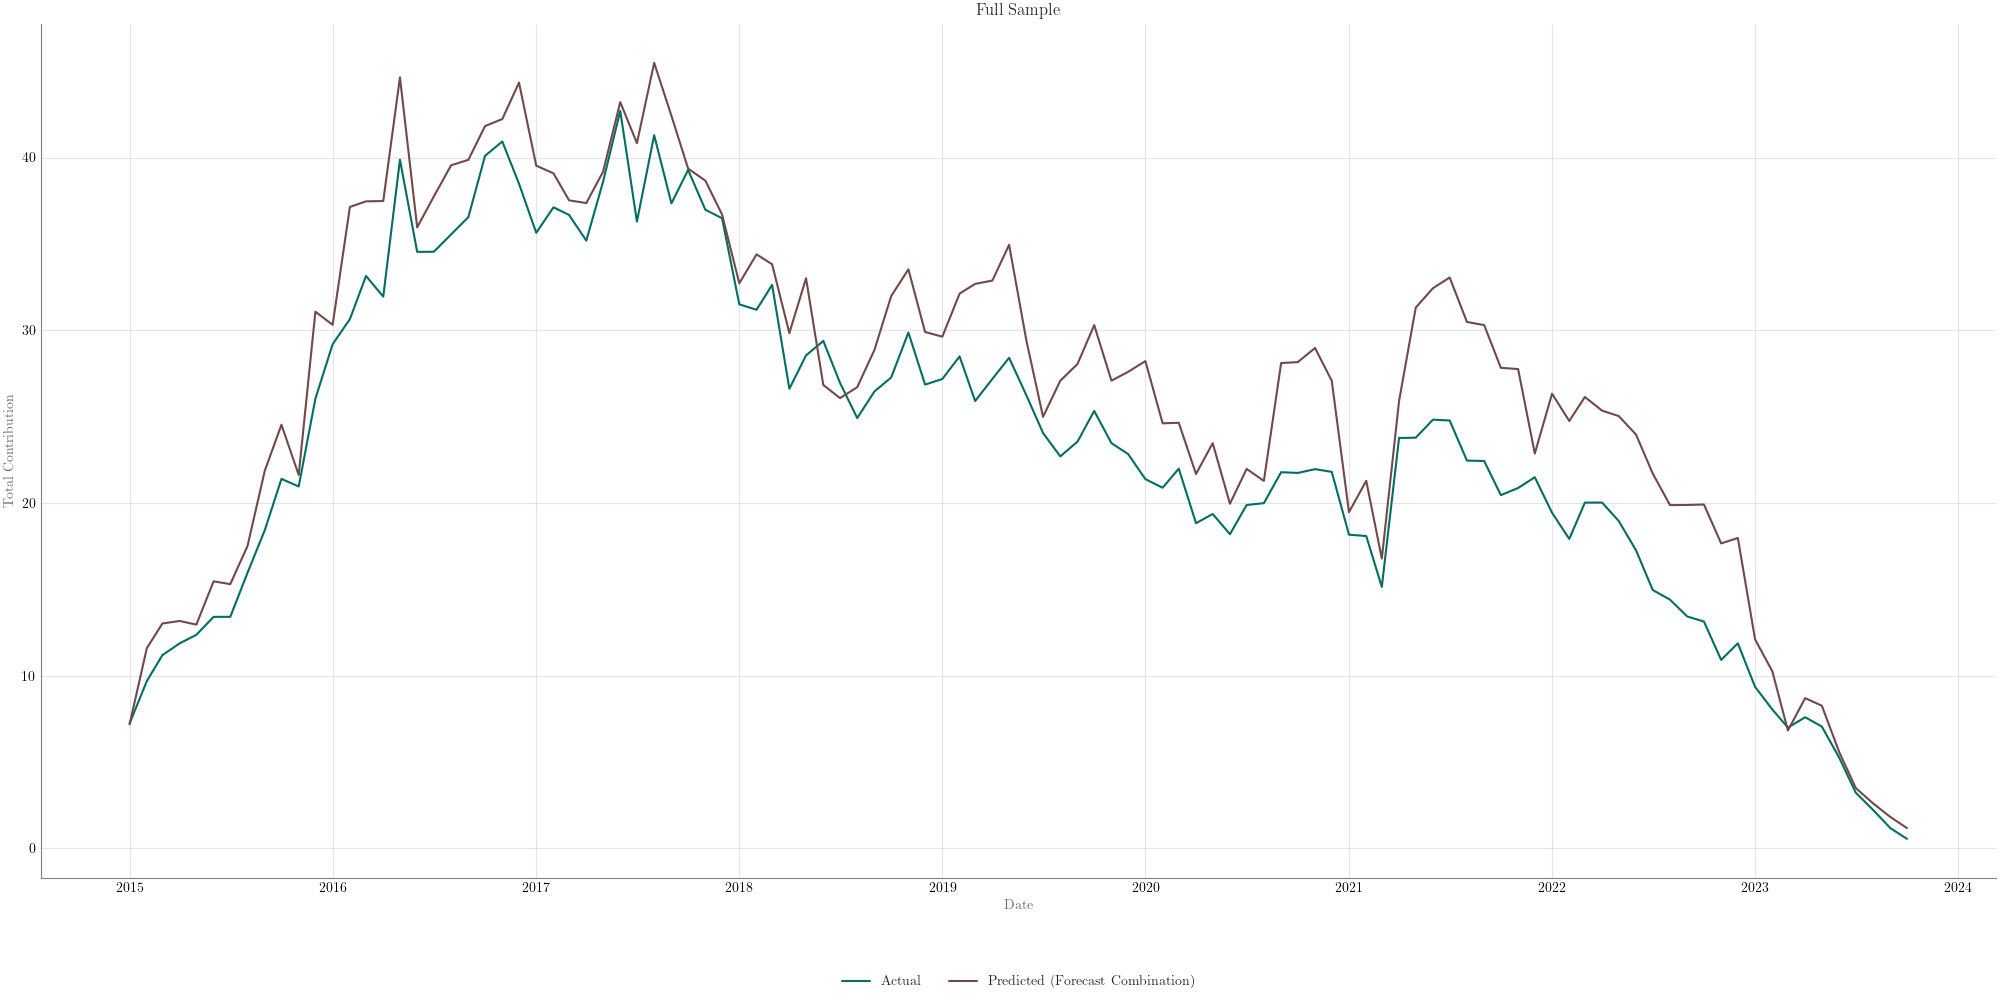 Full Sample
Total Contribution
40
30
20
10
0
2015 2016 2017 2018 2019 2020 2021 2022 2023 2024
Date
Actual Predicted (Forecast Combination)